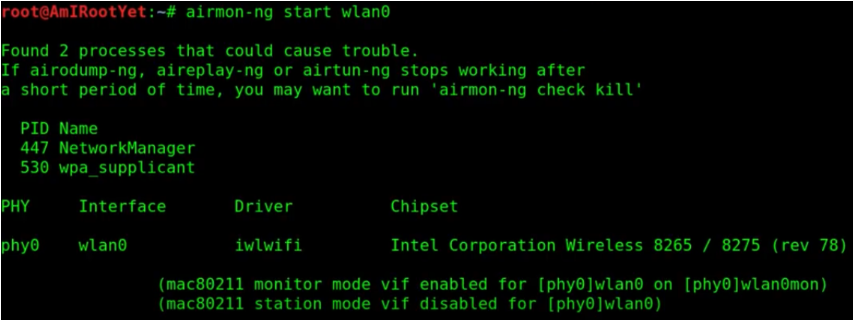 root@AmIRootYet:~# airmon-ng start wlan0
Found 2 processes that could cause trouble.
If airodump-ng, aireplay-ng or airtun-ng stops working after
a short period of time, you may want to run 'airmon-ng check kill'
PID Name
447 NetworkManager
530 wpa_supplicant
PHY Interface Driver Chipset
phy0 wlan0 iwlwifi Intel Corporation Wireless 8265 / 8275 (rev 78)
(mac80211 monitor mode vif enabled for [phy0]wlan0 on [phy0]wlan0mon)
(mac80211 station mode vif disabled for [phy0]wlan0)